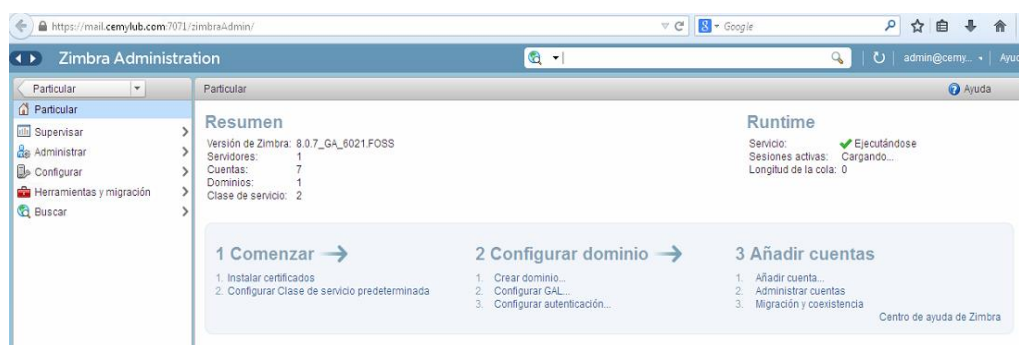 https://mail.cemylub.com:7071/zimbraAdmin/
Google
Zimbra Administration
admin@cemy...
Ayuc
Particular
Particular
Ayuda
Particular
Supervisar
Administrar
Configurar
Herramientas y migración
Buscar
Resumen
Versión de Zimbra: 8.0.7_GA_6021.FOSS
Servidores: 1
Cuentas: 7
Dominios: 1
Clase de servicio: 2
Runtime
Servicio: Ejecutándose
Sesiones activas: Cargando...
Longitud de la cola: 0
1 Comenzar
1. Instalar certificados
2. Configurar Clase de servicio predeterminada
2 Configurar dominio
1. Crear dominio...
2. Configurar GAL...
3. Configurar autenticación...
3 Añadir cuentas
1. Añadir cuenta...
2. Administrar cuentas
3. Migración y coexistencia
Centro de ayuda de Zimbra